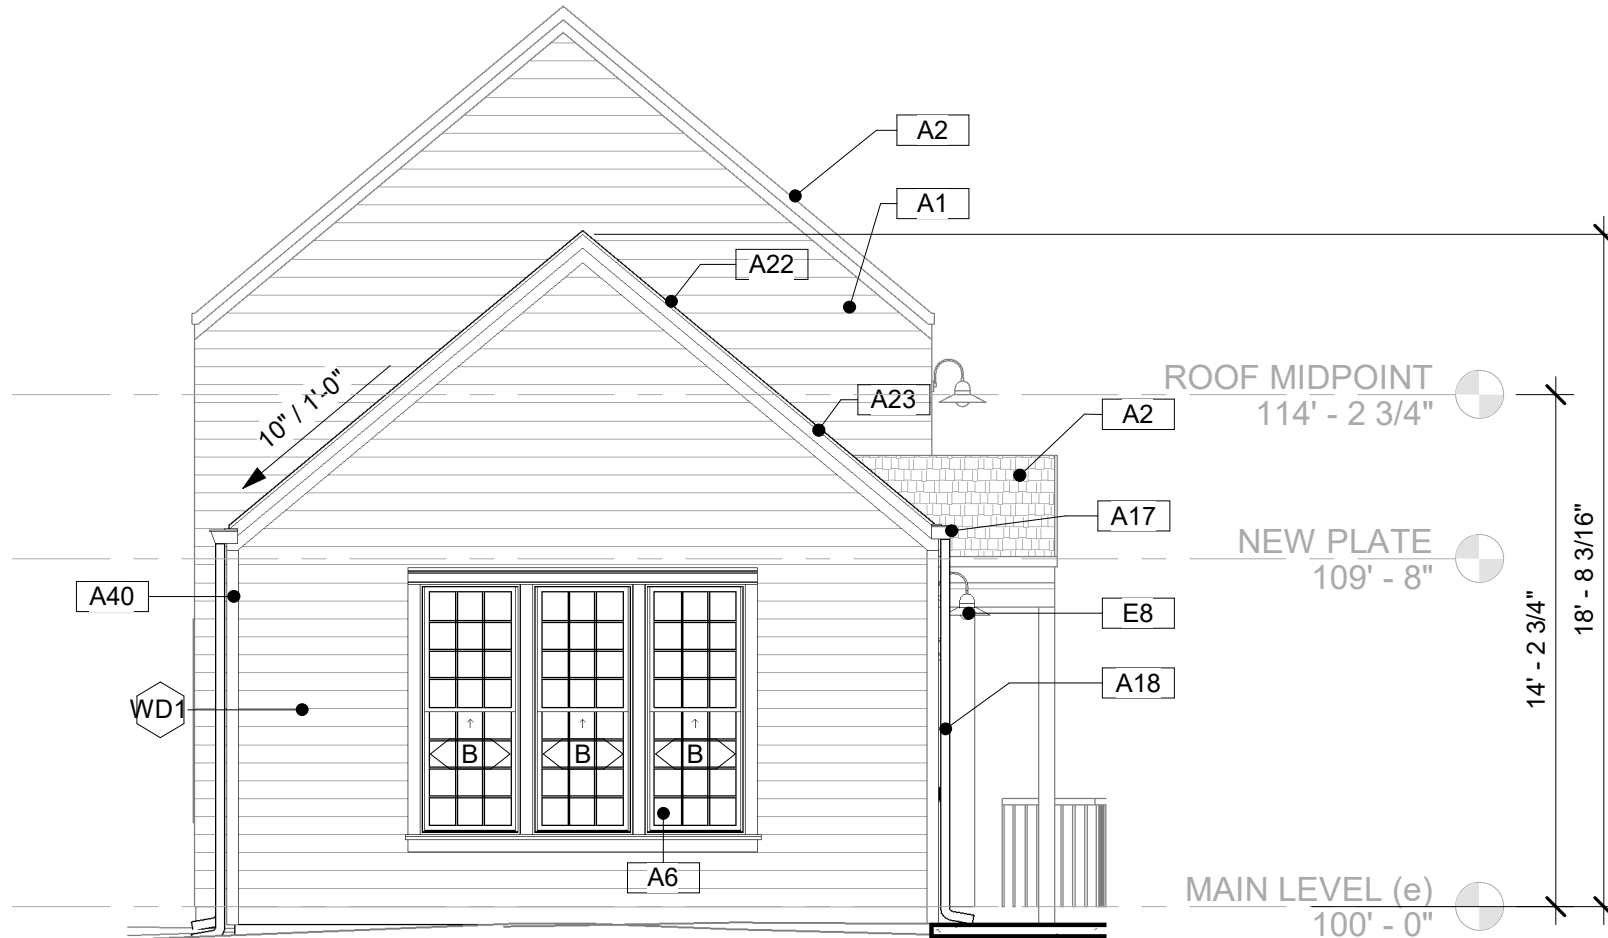 A2
A1
A22
10" / 1'-0"
A23
ROOF MIDPOINT
114' - 2 3/4"
A2
A17
NEW PLATE
109' - 8"
A40
E8
14' - 2 3/4"
18' - 8 3/16"
A18
WD1
B
B
B
A6
MAIN LEVEL (e)
100' - 0"